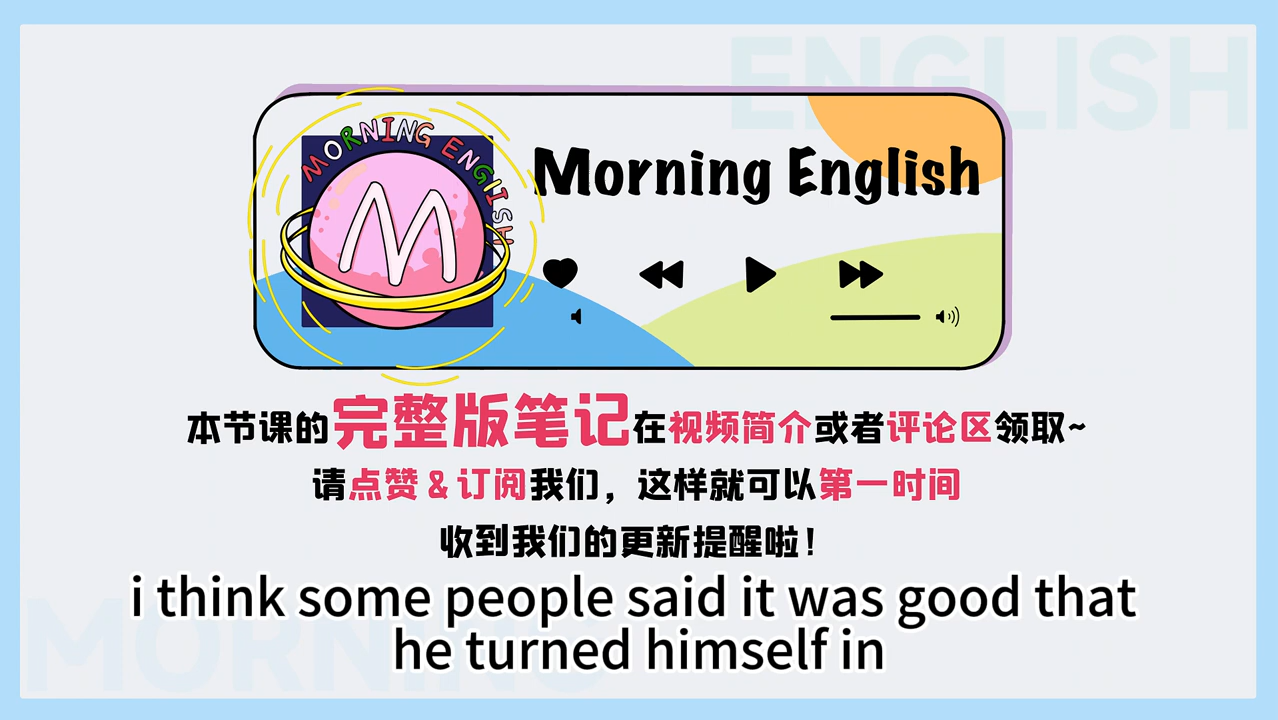 ENGLISH
MORNING ENGLISH
M
Morning English
本节课的完整版笔记在视频简介或者评论区领取~
请点赞&订阅我们，这样就可以第一时间
收到我们的更新提醒啦！
MORNING
i think some people said it was good that
he turned himself in